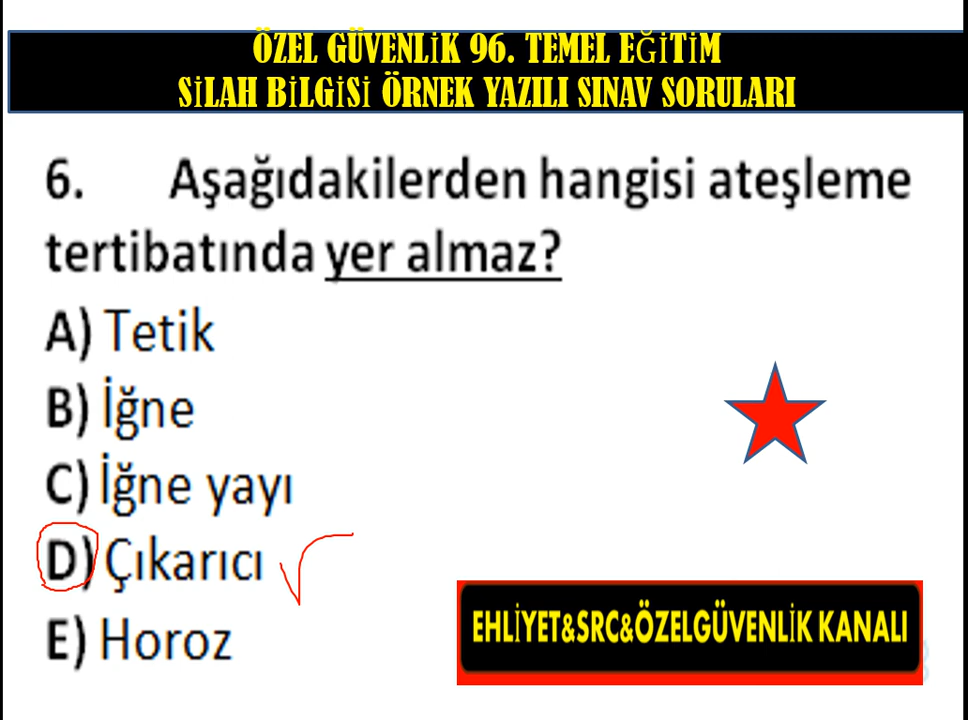 ÖZEL GÜVENLİK 96. TEMEL EĞİTİM
SİLAH BİLGİSİ ÖRNEK YAZILI SINAV SORULARI
6. Aşağıdakilerden hangisi ateşleme
tertibatında yer almaz?
A) Tetik
B) İğne
C) İğne yayı
D) Çıkarıcı
E) Horoz
EHLİYET&SRC&ÖZELGÜVENLİK KANALI